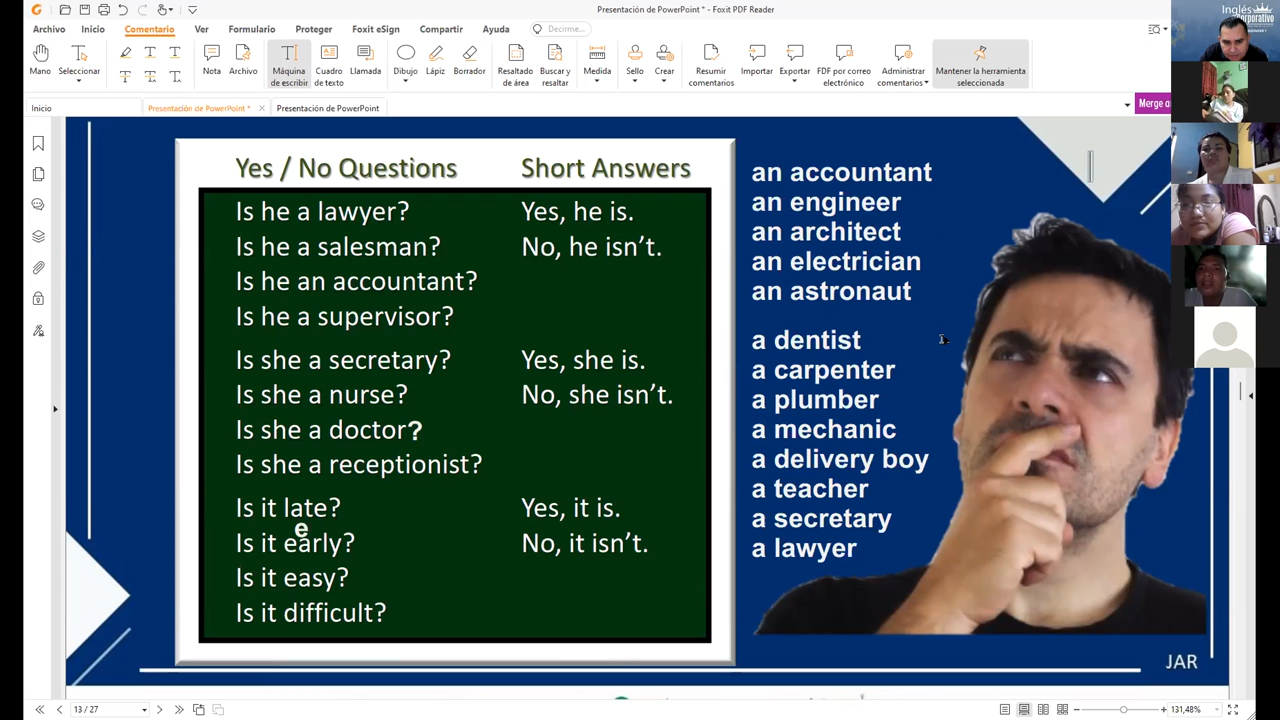 Presentación de PowerPoint * - Foxit PDF Reader
Archivo Inicio Comentario Ver Formulario Proteger Foxit eSign Compartir Ayuda Decirme...
Mano
Seleccionar
Nota
Archivo
Máquina de escribir
Cuadro de texto
Llamada
Dibujo
Lápiz
Borrador
Resaltado de área
Buscar y resaltar
Medida
Sello
Crear
Resumir comentarios
Importar
Exportar
FDF por correo electrónico
Administrar comentarios
Mantener la herramienta seleccionada
Inicio
Presentación de PowerPoint *
Presentación de PowerPoint
Merge
Inglés
Corporativo
Yes / No Questions
Is he a lawyer?
Is he a salesman?
Is he an accountant?
Is he a supervisor?
Is she a secretary?
Is she a nurse?
Is she a doctor?
Is she a receptionist?
Is it late?
e
Is it early?
Is it easy?
Is it difficult?
Short Answers
Yes, he is.
No, he isn't.
Yes, she is.
No, she isn't.
Yes, it is.
No, it isn't.
an accountant
an engineer
an architect
an electrician
an astronaut
a dentist
a carpenter
a plumber
a mechanic
a delivery boy
a teacher
a secretary
a lawyer
JAR
13 / 27
131,48%